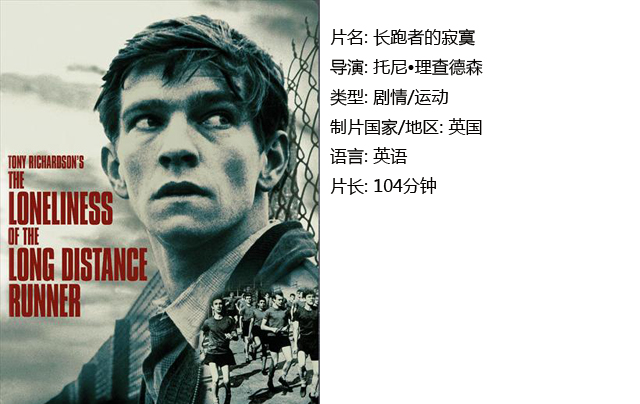 TONY RICHARDSON'S
THE
LONELINESS
OF THE
LONG DISTANCE
RUNNER
片名: 长跑者的寂寞
导演: 托尼•理查德森
类型: 剧情/运动
制片国家/地区: 英国
语言: 英语
片长: 104分钟